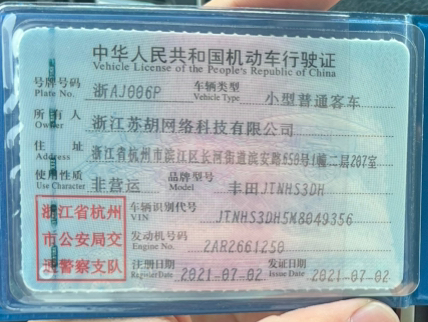 中华人民共和国机动车行驶证
Vehicle License of the People's Republic of China
号牌号码 浙AJ006P 车辆类型 小型普通客车
Plate No. Vehicle Type
所有人 浙江苏胡网络科技有限公司
Owner
住址 浙江省杭州市滨江区长河街道滨安路650号1幢二层207室
Address
使用性质 非营运 品牌型号 丰田JTNHS3DH
Use Character Model
浙江省杭州市公安局交通警察支队
车辆识别代号 JTNHS3DH5M8049356
VIN
发动机号码 2AR2661250
Engine No.
注册日期 2021-07-02 发证日期 2021-07-02
Register Date Issue Date